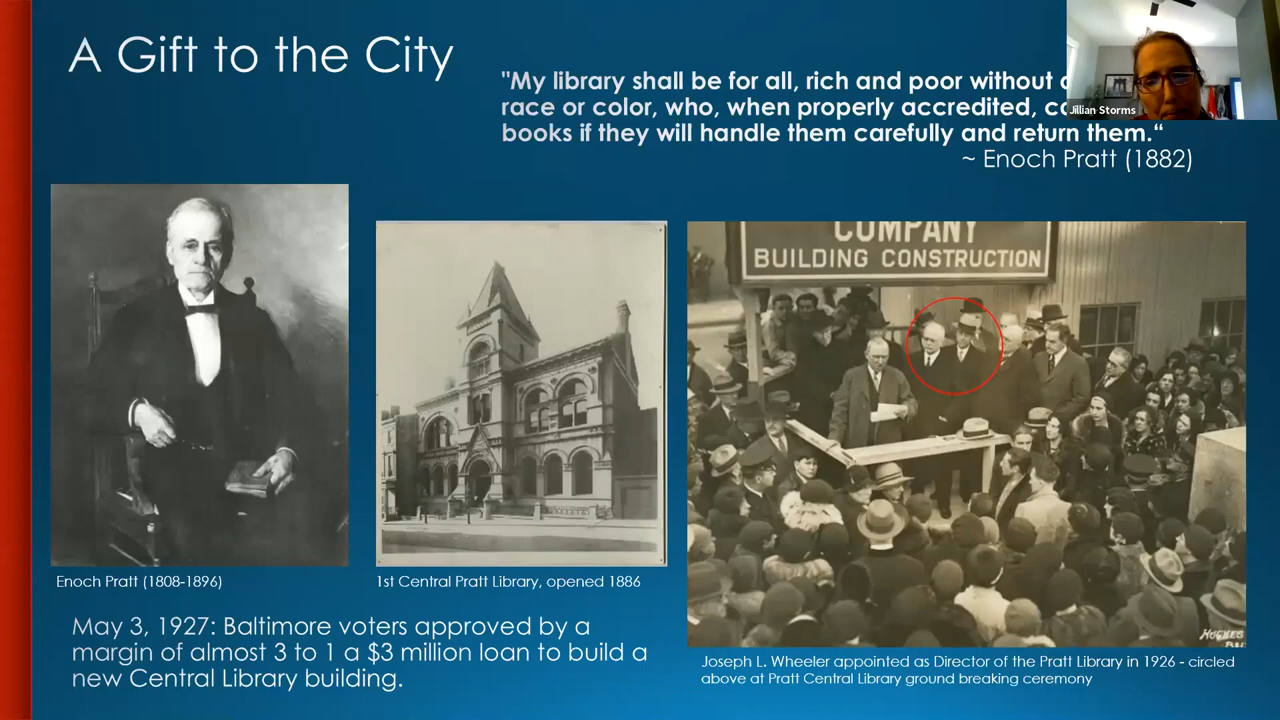 A Gift to the City
"My library shall be for all, rich and poor without
race or color, who, when properly accredited,
books if they will handle them carefully and return them.“
~ Enoch Pratt (1882)
Jillian Storms
COMPANY
BUILDING CONSTRUCTION
Enoch Pratt (1808-1896)
1st Central Pratt Library, opened 1886
May 3, 1927: Baltimore voters approved by a
margin of almost 3 to 1 a $3 million loan to build a
new Central Library building.
HUGHES
Joseph L. Wheeler appointed as Director of the Pratt Library in 1926 - circled
above at Pratt Central Library ground breaking ceremony